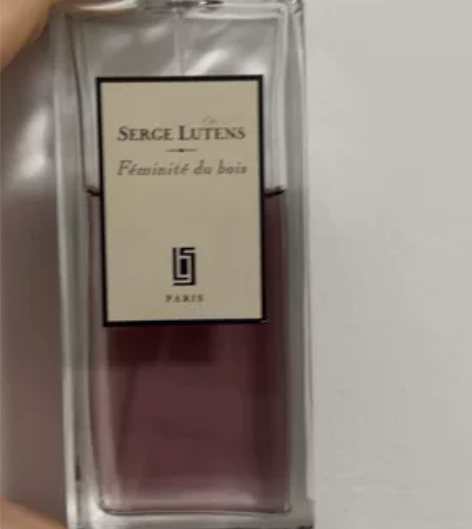 SERGE LUTENS
Féminité du bois
PARIS